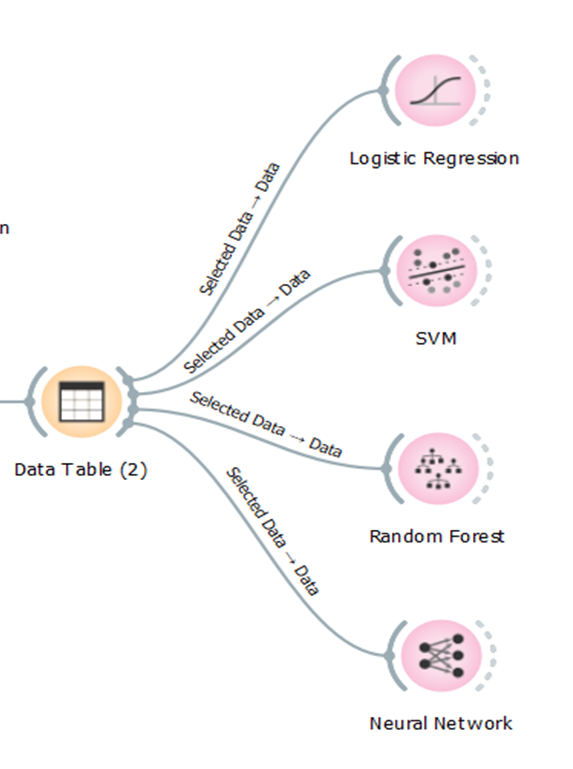 Logistic Regression
Selected Data → Data
n
Selected Data → Data
SVM
Selected Data → Data
Data Table (2)
Random Forest
Selected Data → Data
Neural Network